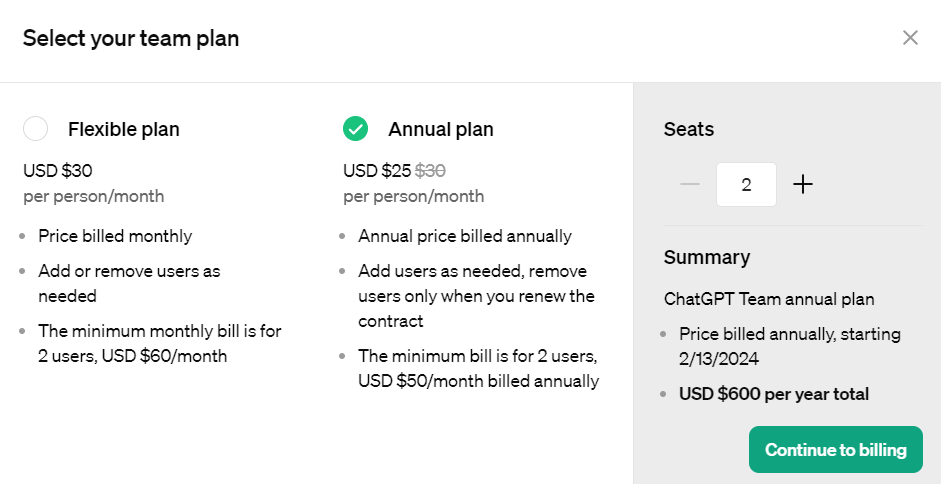 Select your team plan
Flexible plan
USD $30
per person/month
Price billed monthly
Add or remove users as
needed
The minimum monthly bill is for
2 users, USD $60/month
Annual plan
USD $25 $30
per person/month
Annual price billed annually
Add users as needed, remove
users only when you renew the
contract
The minimum bill is for 2 users,
USD $50/month billed annually
Seats
2
Summary
ChatGPT Team annual plan
Price billed annually, starting
2/13/2024
USD $600 per year total
Continue to billing